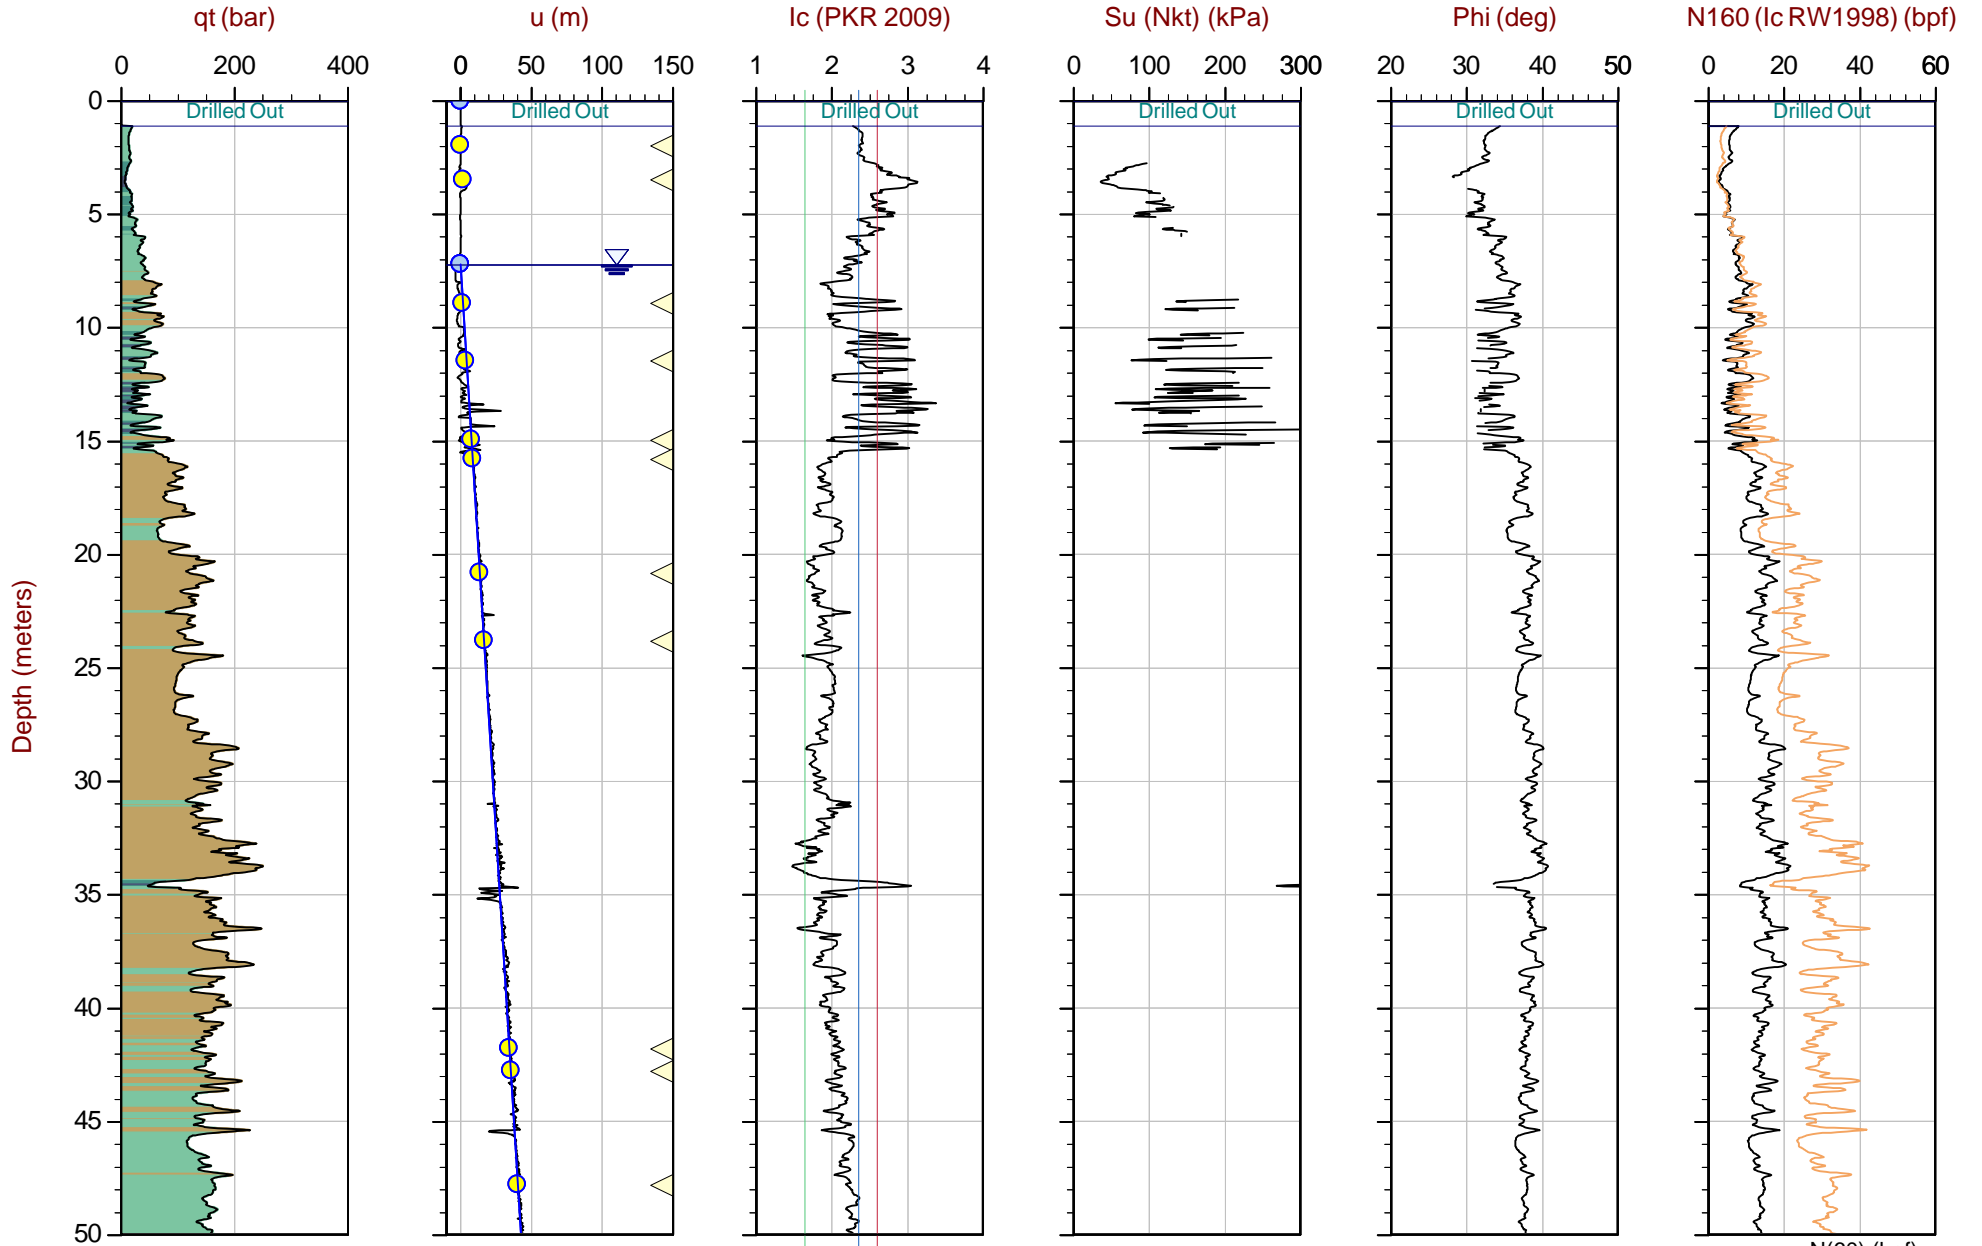 qt (bar) u (m) Ic (PKR 2009) Su (Nkt) (kPa) Phi (deg) N160 (Ic RW1998) (bpf)
0 200 400 0 50 100 150 1 2 3 4 0 100 200 300 20 30 40 50 0 20 40 60
0
Drilled Out Drilled Out Drilled Out Drilled Out Drilled Out Drilled Out
5
10
15
20
25
30
35
40
45
50
Depth (meters)